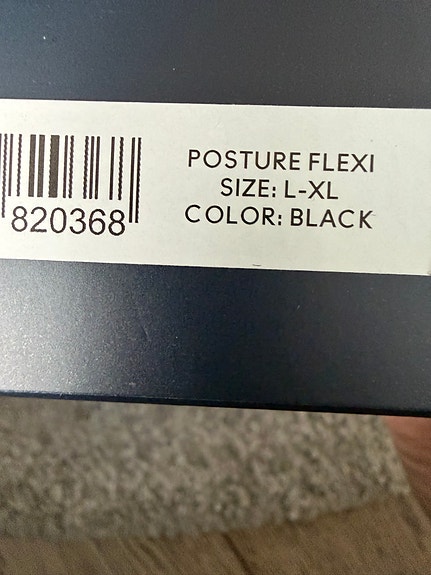 POSTURE FLEXI
SIZE: L-XL
COLOR: BLACK
820368